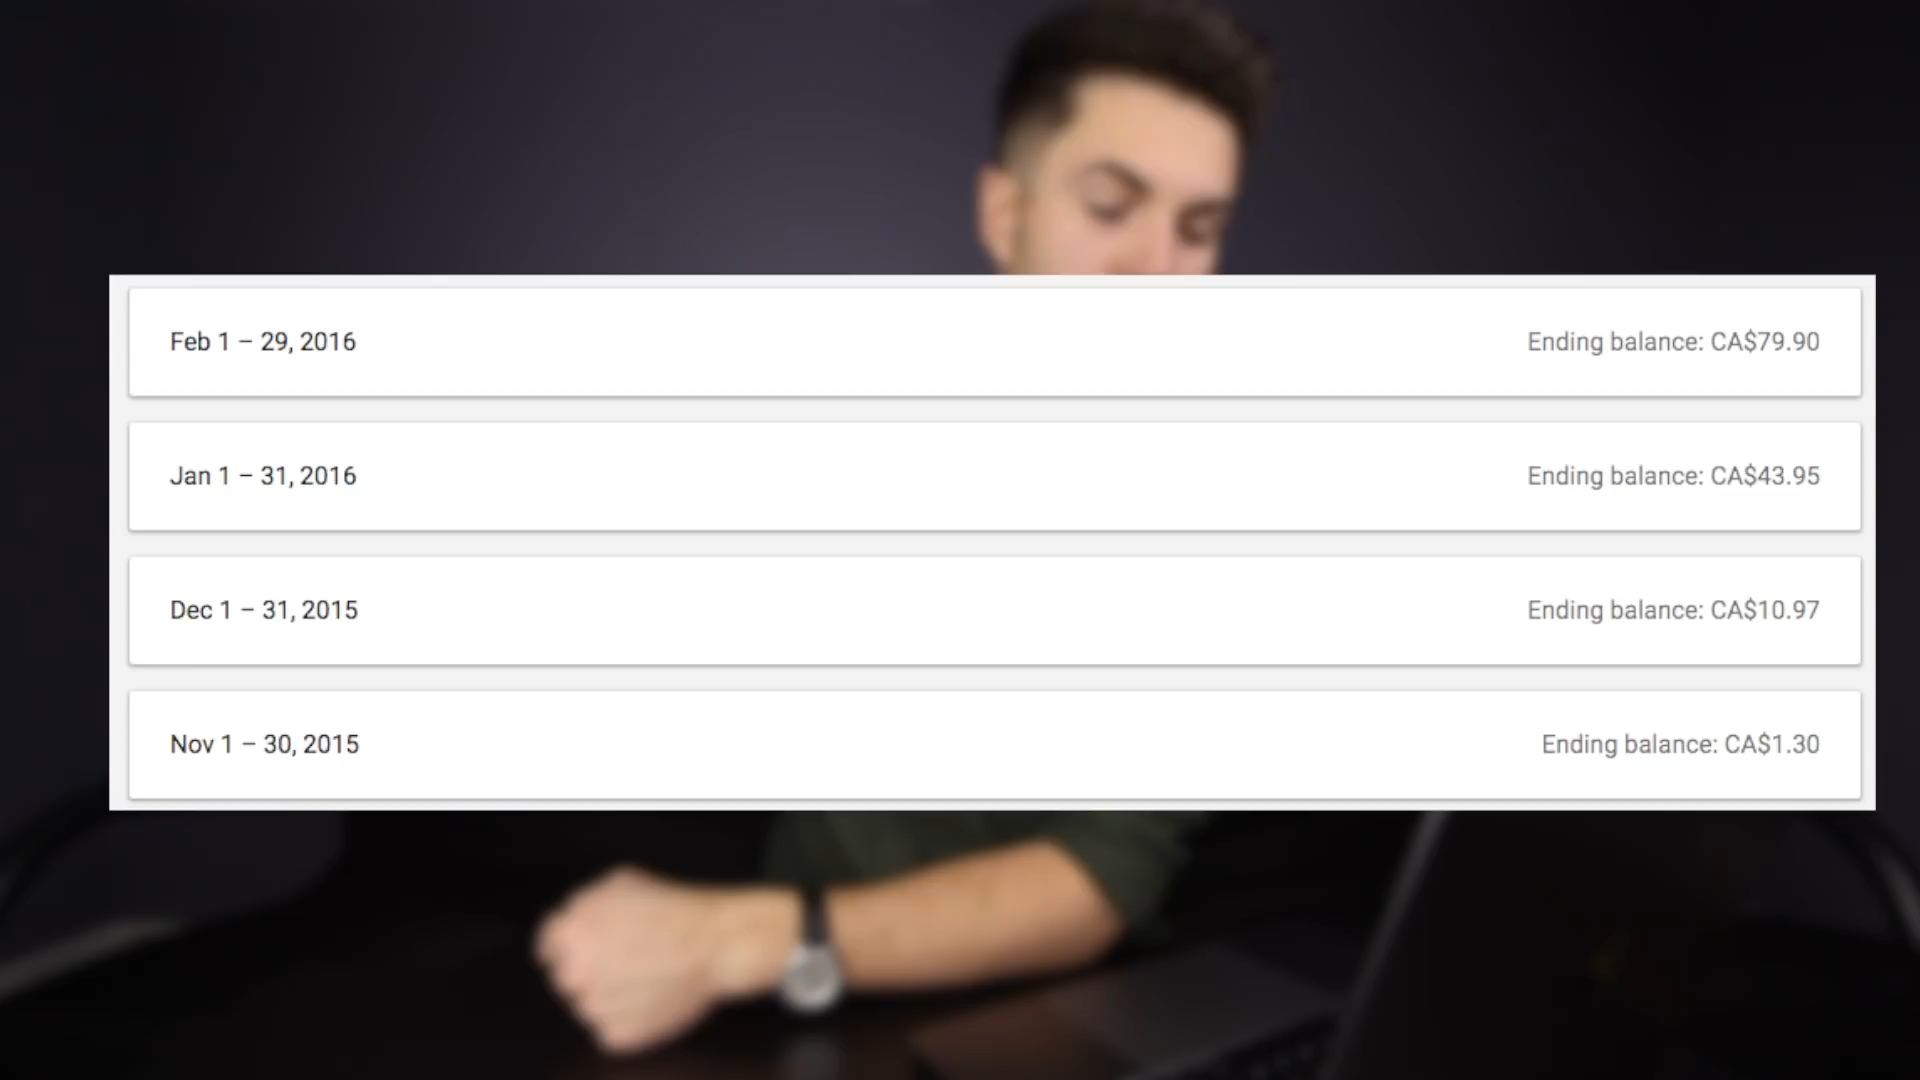 Feb 1 – 29, 2016 Ending balance: CA$79.90
Jan 1 – 31, 2016 Ending balance: CA$43.95
Dec 1 – 31, 2015 Ending balance: CA$10.97
Nov 1 – 30, 2015 Ending balance: CA$1.30